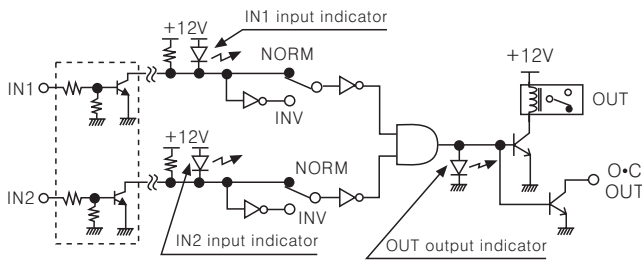 +12V
IN1 input indicator
NORM
IN1
INV
+12V
OUT
+12V
NORM
O•C
OUT
IN2
INV
IN2 input indicator
OUT output indicator